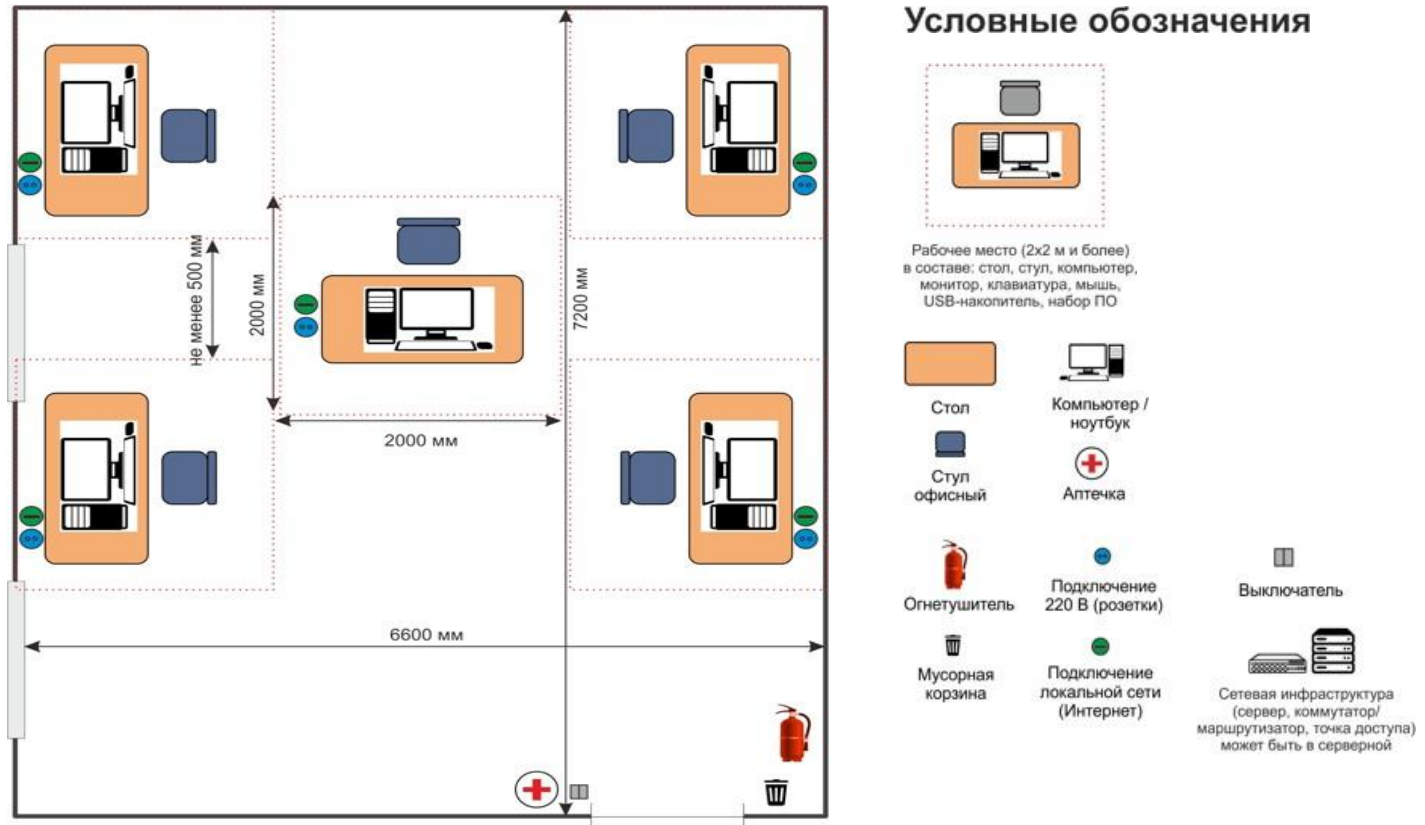 Условные обозначения
не менее 500 мм
2000 мм
7200 мм
2000 мм
6600 мм
Рабочее место (2х2 м и более)
в составе: стол, стул, компьютер,
монитор, клавиатура, мышь,
USB-накопитель, набор ПО
Стол
Компьютер /
ноутбук
Стул
офисный
Аптечка
Огнетушитель
Подключение
220 В (розетки)
Выключатель
Мусорная
корзина
Подключение
локальной сети
(Интернет)
Сетевая инфраструктура
(сервер, коммутатор/
маршрутизатор, точка доступа)
может быть в серверной